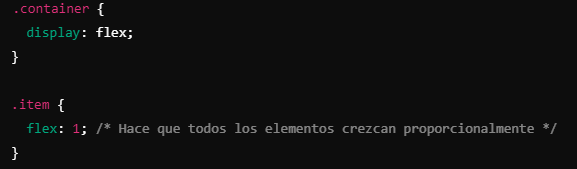 .container {
  display: flex;
}

.item {
  flex: 1; /* Hace que todos los elementos crezcan proporcionalmente */
}